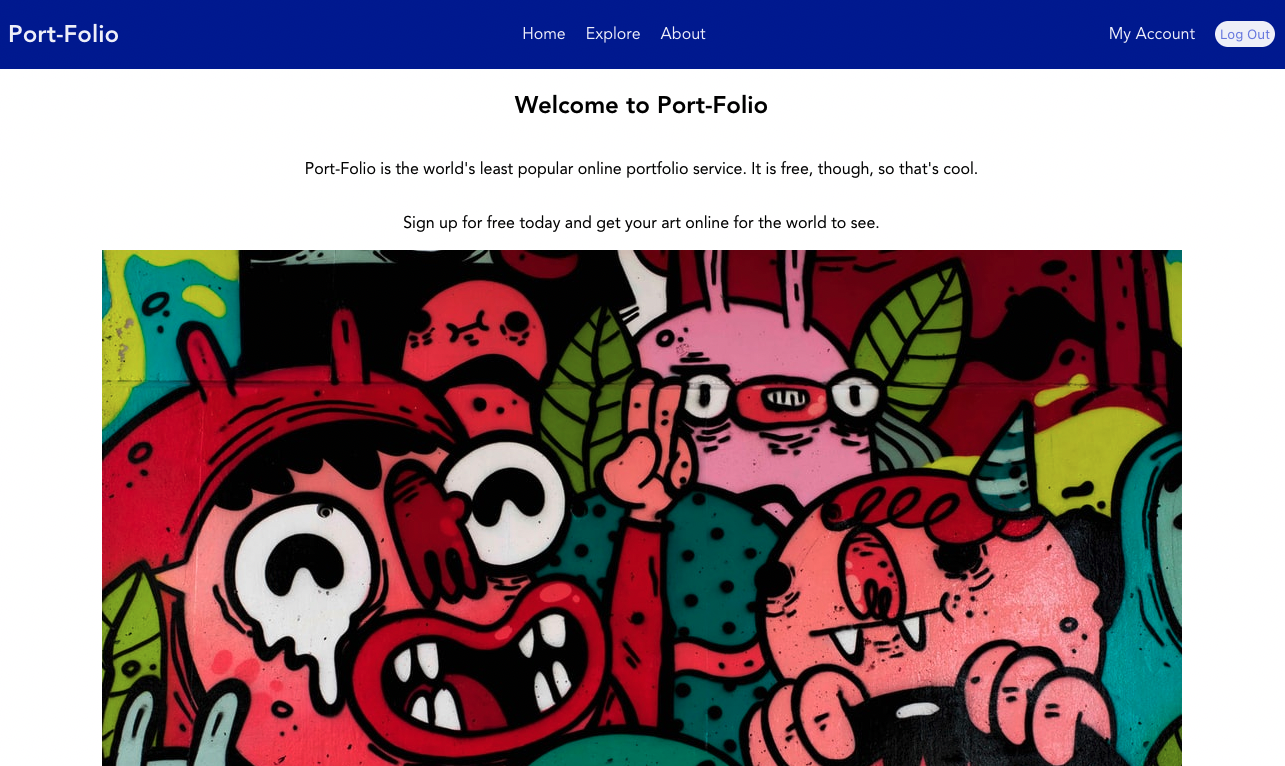 Port-Folio
Home Explore About
My Account Log Out
Welcome to Port-Folio
Port-Folio is the world's least popular online portfolio service. It is free, though, so that's cool.
Sign up for free today and get your art online for the world to see.